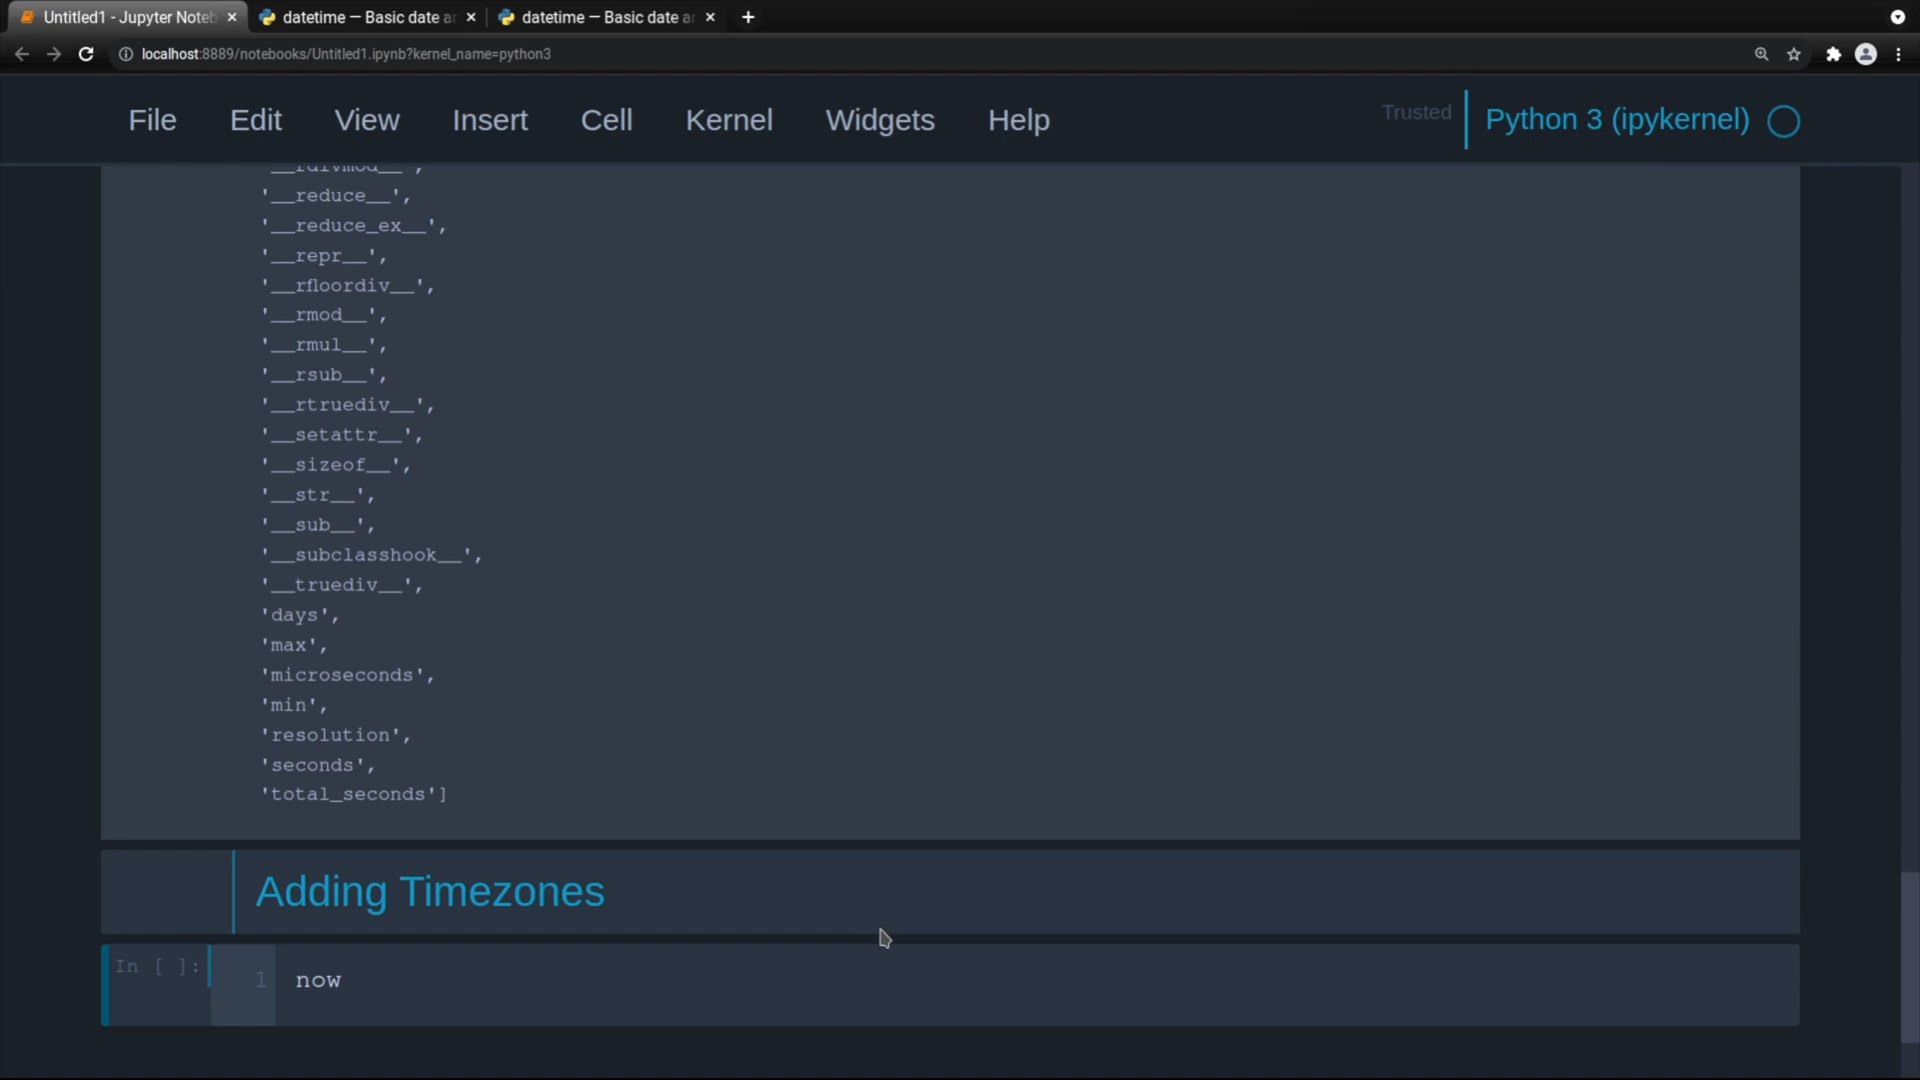 Untitled1 - Jupyter Noteb
datetime — Basic date a
datetime — Basic date a
localhost:8889/notebooks/Untitled1.ipynb?kernel_name=python3
File Edit View Insert Cell Kernel Widgets Help
Trusted
Python 3 (ipykernel)
'__rdivmod__',
'__reduce__',
'__reduce_ex__',
'__repr__',
'__rfloordiv__',
'__rmod__',
'__rmul__',
'__rsub__',
'__rtruediv__',
'__setattr__',
'__sizeof__',
'__str__',
'__sub__',
'__subclasshook__',
'__truediv__',
'days',
'max',
'microseconds',
'min',
'resolution',
'seconds',
'total_seconds']
Adding Timezones
In [ ]:
1 now